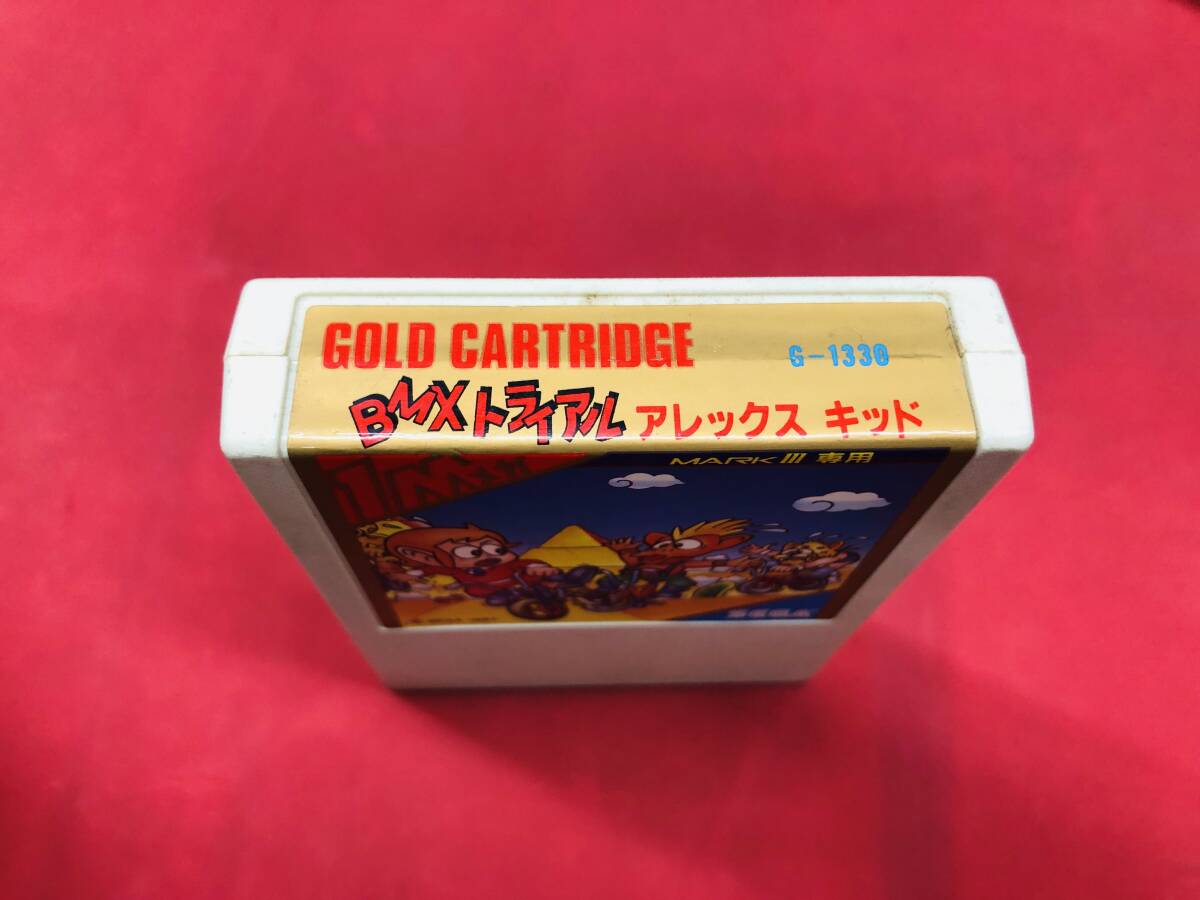 GOLD CARTRIDGE
G-1330
BMXトライアル アレックス キッド
MARK III 専用
1M
SEGA